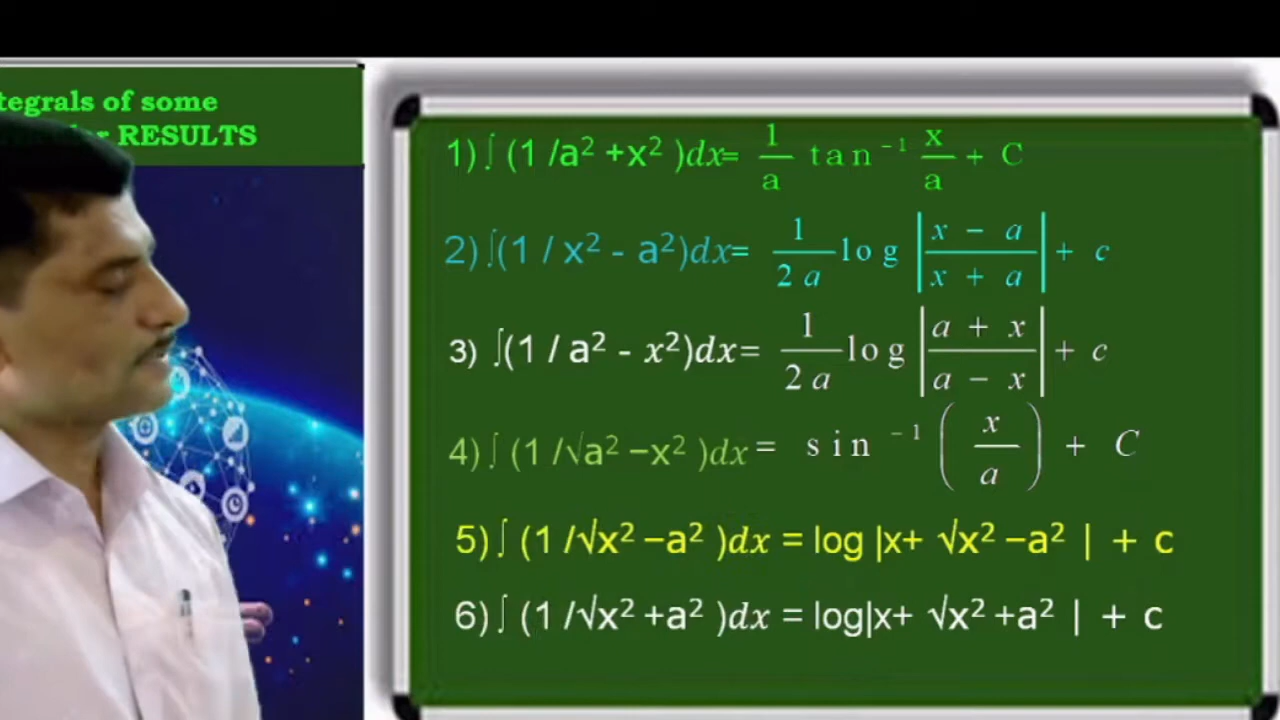 tegrals of some
RESULTS
1) ∫ (1 /a² +x² )dx= 1/a tan⁻¹ x/a + C
2) ∫(1 / x² - a²)dx= 1/2a log |x − a / x + a| + c
3) ∫(1 / a² - x²)dx= 1/2a log |a + x / a − x| + c
4) ∫ (1 /√a² −x² )dx = sin⁻¹ (x/a) + C
5) ∫ (1 /√x² −a² )dx = log |x+ √x² −a² | + c
6) ∫ (1 /√x² +a² )dx = log|x+ √x² +a² | + c